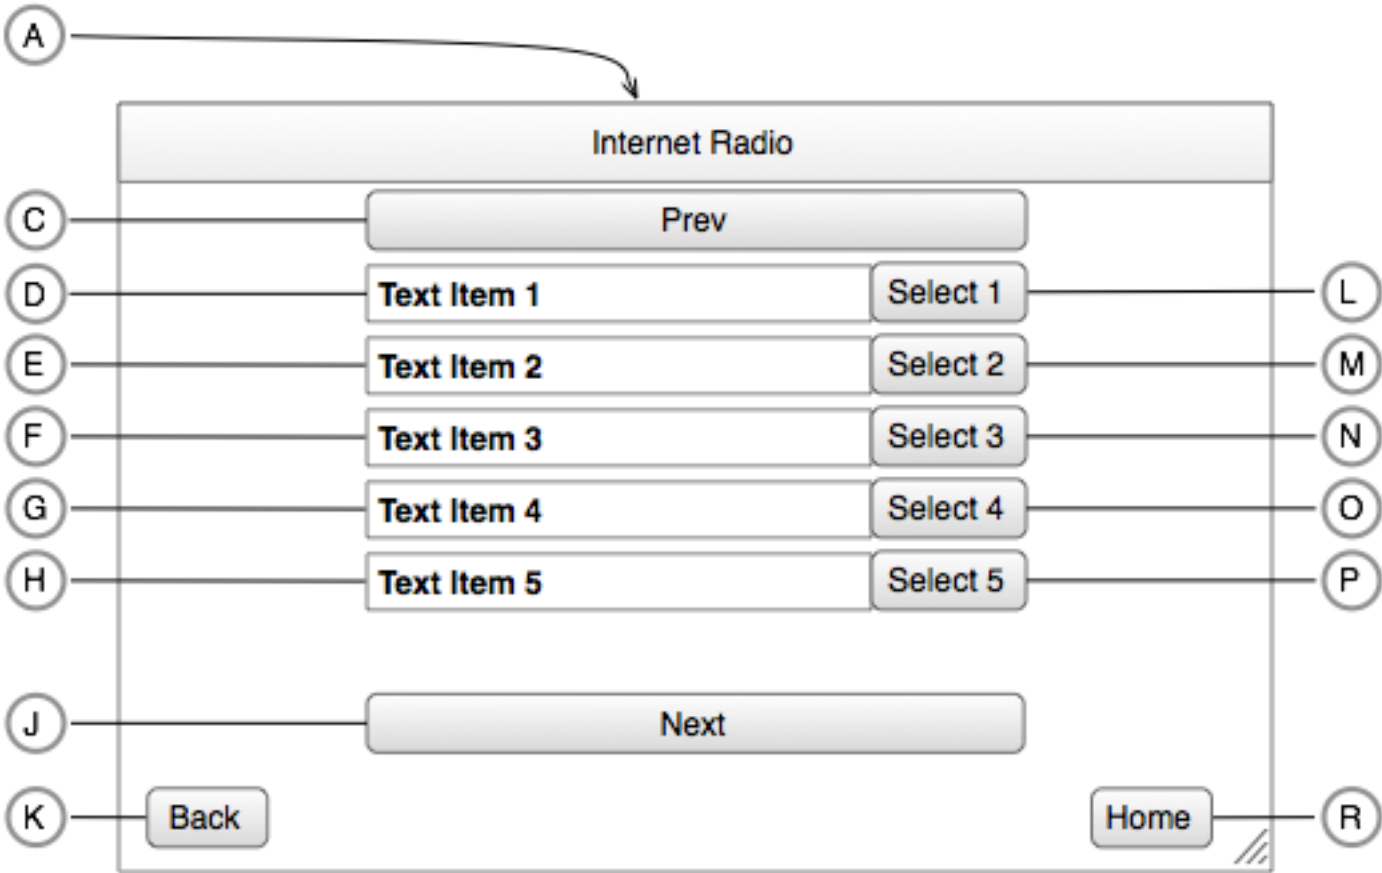 A
Internet Radio
C Prev
D Text Item 1 Select 1 L
E Text Item 2 Select 2 M
F Text Item 3 Select 3 N
G Text Item 4 Select 4 O
H Text Item 5 Select 5 P
J Next
K Back Home R